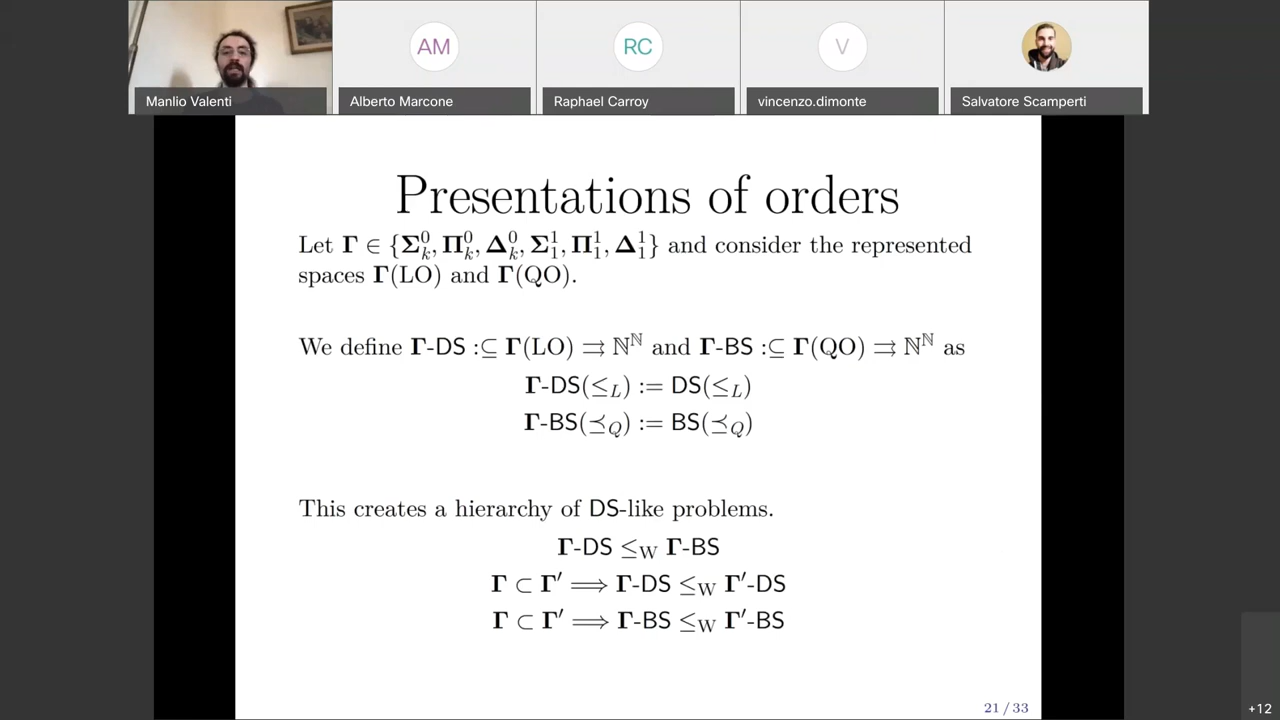 AM
RC
V
Manlio Valenti
Alberto Marcone
Raphael Carroy
vincenzo.dimonte
Salvatore Scamperti
Presentations of orders
Let Γ ∈ {Σ⁰ₖ, Π⁰ₖ, Δ⁰ₖ, Σ¹₁, Π¹₁, Δ¹₁} and consider the represented
spaces Γ(LO) and Γ(QO).
We define Γ-DS :⊆ Γ(LO) ⇉ ℕ^ℕ and Γ-BS :⊆ Γ(QO) ⇉ ℕ^ℕ as
Γ-DS(≤_L) := DS(≤_L)
Γ-BS(⪯_Q) := BS(⪯_Q)
This creates a hierarchy of DS-like problems.
Γ-DS ≤_W Γ-BS
Γ ⊂ Γ′ ⟹ Γ-DS ≤_W Γ′-DS
Γ ⊂ Γ′ ⟹ Γ-BS ≤_W Γ′-BS
21 / 33
+12